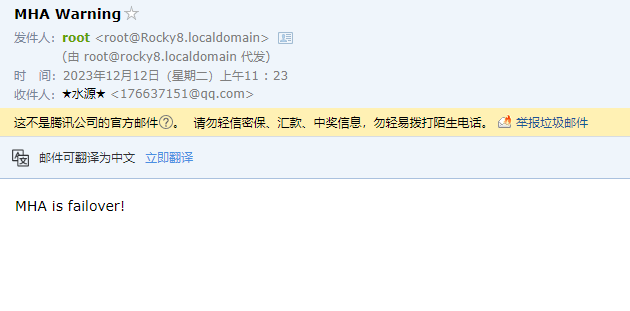 MHA Warning☆
发件人：root <root@Rocky8.localdomain>
(由 root@rocky8.localdomain 代发)
时 间：2023年12月12日（星期二）上午11：23
收件人：★水源★ <176637151@qq.com>
这不是腾讯公司的官方邮件?。 请勿轻信密保、汇款、中奖信息，勿轻易拨打陌生电话。 举报垃圾邮件
邮件可翻译为中文 立即翻译
MHA is failover!